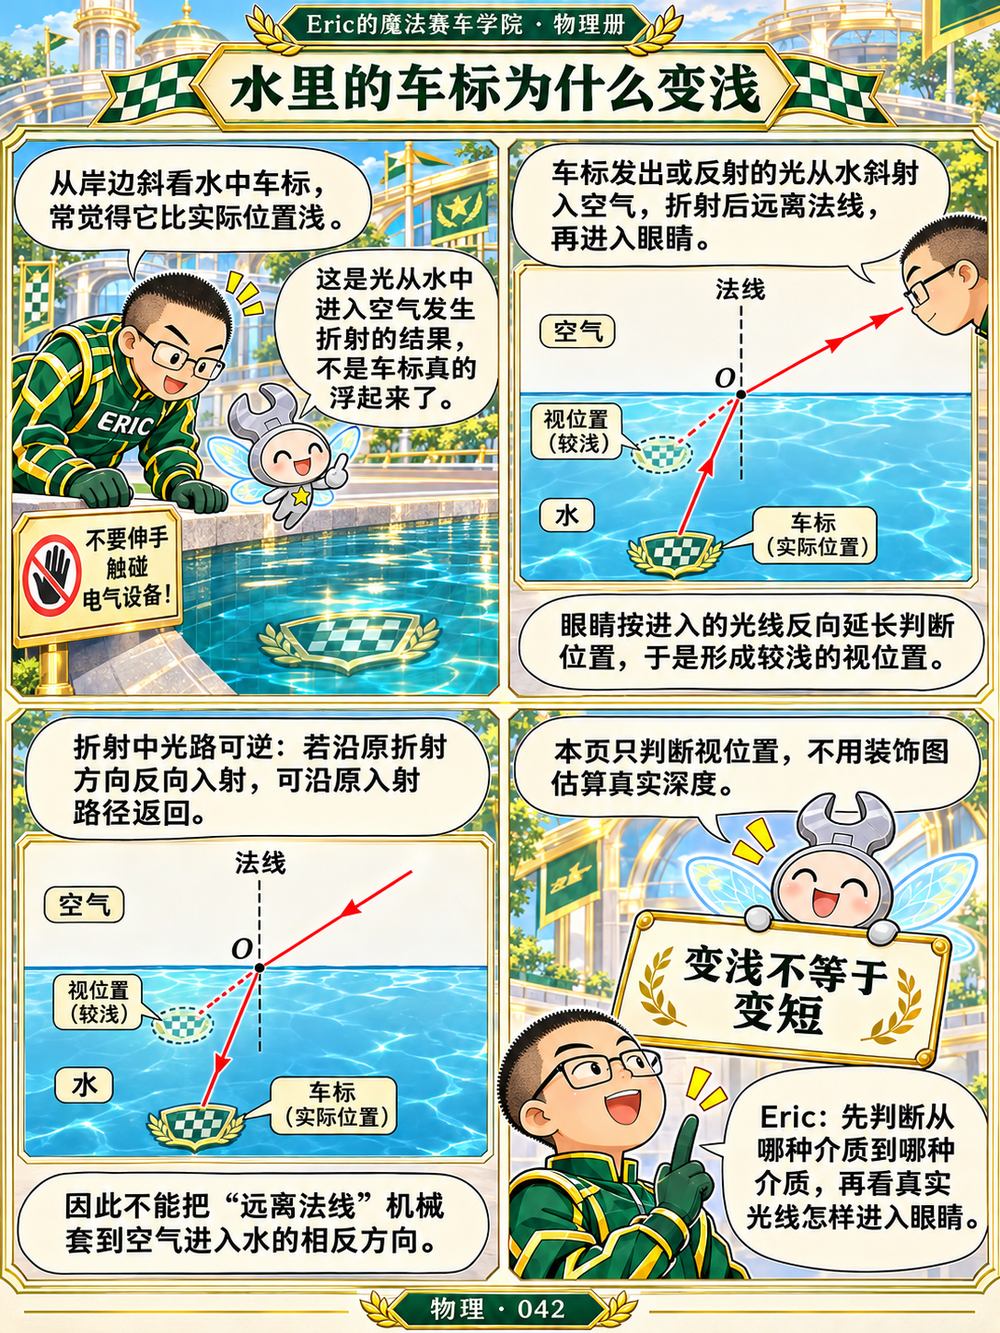 Eric的魔法赛车学院 · 物理册
水里的车标为什么变浅
从岸边斜看水中车标，
常觉得它比实际位置浅。
这是光从水中
进入空气发生
折射的结果，
不是车标真的
浮起来了。
ERIC
不要伸手
触碰
电气设备！
车标发出或反射的光从水斜射
入空气，折射后远离法线，
再进入眼睛。
法线
空气
O
视位置
（较浅）
水
车标
（实际位置）
眼睛按进入的光线反向延长判断
位置，于是形成较浅的视位置。
折射中光路可逆：若沿原折射
方向反向入射，可沿原入射
路径返回。
法线
空气
O
视位置
（较浅）
水
车标
（实际位置）
因此不能把“远离法线”机械
套到空气进入水的相反方向。
本页只判断视位置，不用装饰图
估算真实深度。
变浅不等于
变短
Eric：先判断从
哪种介质到哪种
介质，再看真实
光线怎样进入眼睛。
物理 · 042